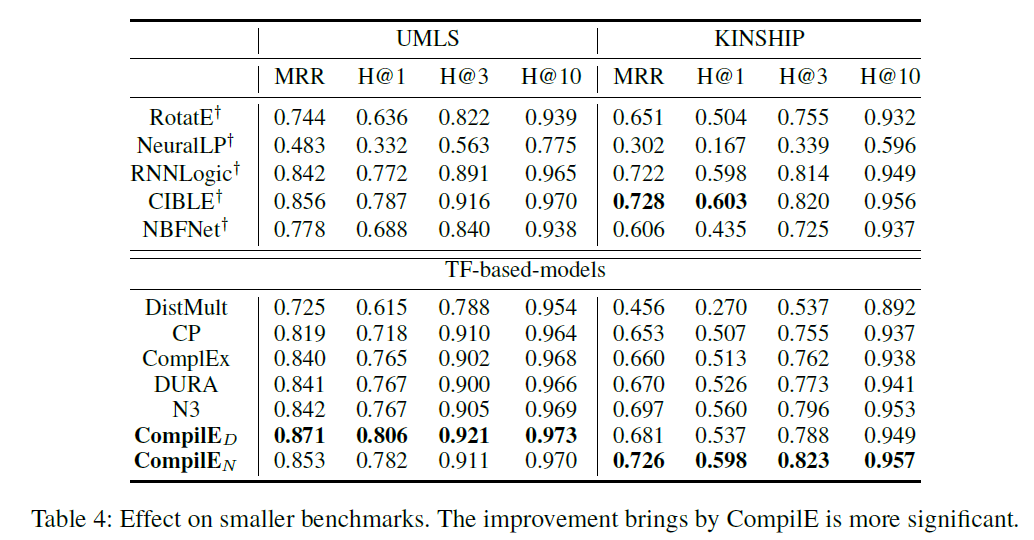 UMLS KINSHIP
MRR H@1 H@3 H@10 MRR H@1 H@3 H@10
RotatE† 0.744 0.636 0.822 0.939 0.651 0.504 0.755 0.932
NeuralLP† 0.483 0.332 0.563 0.775 0.302 0.167 0.339 0.596
RNNLogic† 0.842 0.772 0.891 0.965 0.722 0.598 0.814 0.949
CIBLE† 0.856 0.787 0.916 0.970 0.728 0.603 0.820 0.956
NBFNet† 0.778 0.688 0.840 0.938 0.606 0.435 0.725 0.937
TF-based-models
DistMult 0.725 0.615 0.788 0.954 0.456 0.270 0.537 0.892
CP 0.819 0.718 0.910 0.964 0.653 0.507 0.755 0.937
ComplEx 0.840 0.765 0.902 0.968 0.660 0.513 0.762 0.938
DURA 0.841 0.767 0.900 0.966 0.670 0.526 0.773 0.941
N3 0.842 0.767 0.905 0.969 0.697 0.560 0.796 0.953
CompilE_D 0.871 0.806 0.921 0.973 0.681 0.537 0.788 0.949
CompilE_N 0.853 0.782 0.911 0.970 0.726 0.598 0.823 0.957
Table 4: Effect on smaller benchmarks. The improvement brings by CompilE is more significant.